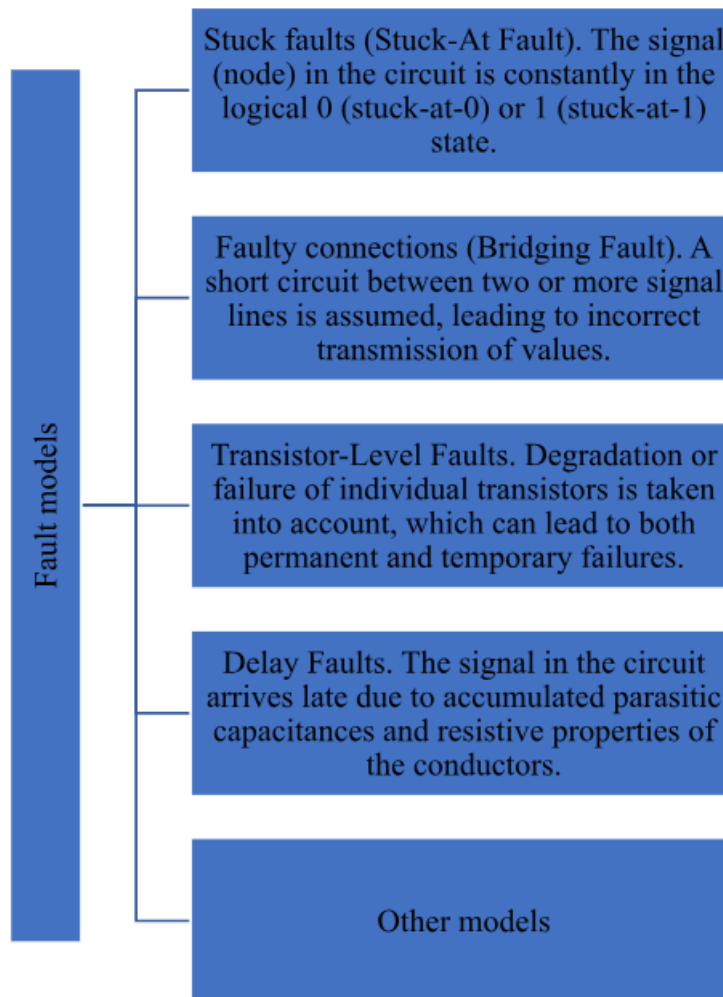 Fault models
Stuck faults (Stuck-At Fault). The signal
(node) in the circuit is constantly in the
logical 0 (stuck-at-0) or 1 (stuck-at-1)
state.
Faulty connections (Bridging Fault). A
short circuit between two or more signal
lines is assumed, leading to incorrect
transmission of values.
Transistor-Level Faults. Degradation or
failure of individual transistors is taken
into account, which can lead to both
permanent and temporary failures.
Delay Faults. The signal in the circuit
arrives late due to accumulated parasitic
capacitances and resistive properties of
the conductors.
Other models